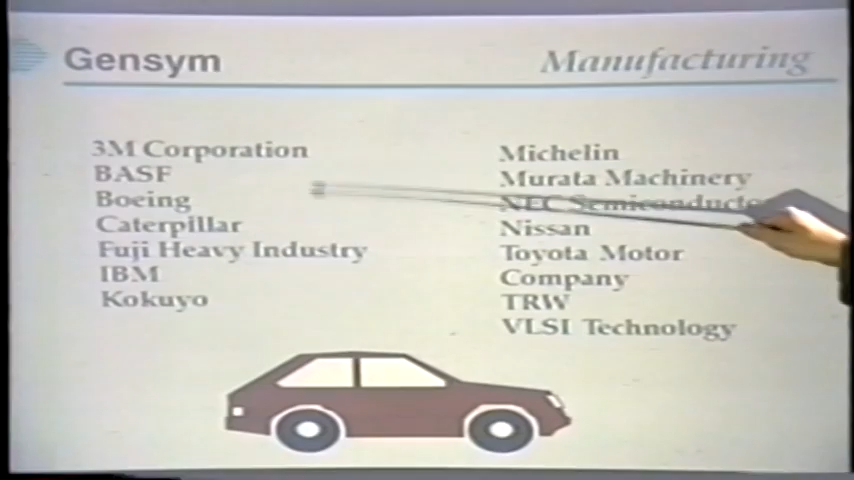 Gensym
Manufacturing
3M Corporation
BASF
Boeing
Caterpillar
Fuji Heavy Industry
IBM
Kokuyo
Michelin
Murata Machinery
NEC Semiconducto
Nissan
Toyota Motor
Company
TRW
VLSI Technology